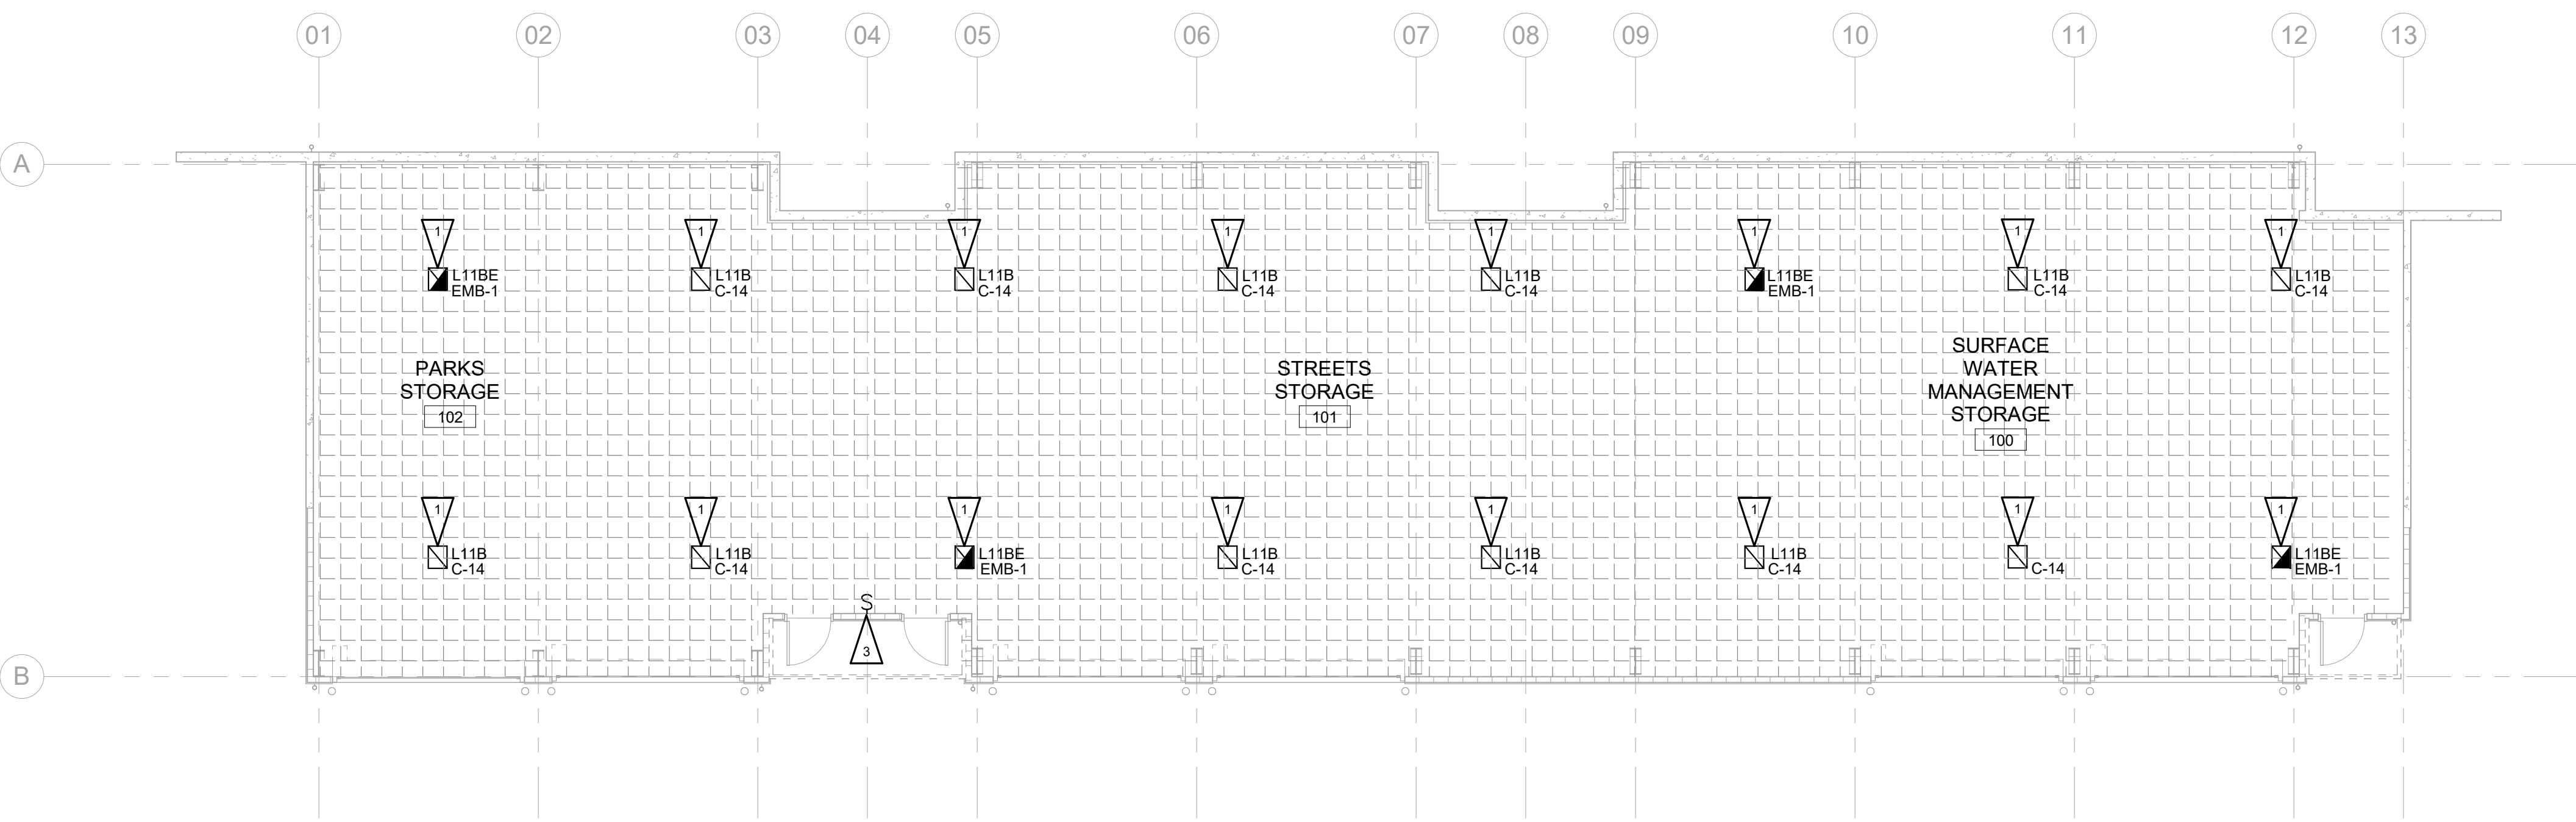 01 02 03 04 05 06 07 08 09 10 11 12 13
A
1 1 1 1 1 1 1 1
L11BE L11B L11B L11B L11B L11BE L11B L11B
EMB-1 C-14 C-14 C-14 C-14 EMB-1 C-14 C-14
PARKS
STORAGE
102
STREETS
STORAGE
101
SURFACE
WATER
MANAGEMENT
STORAGE
100
1 1 1 1 1 1 1 1
L11B L11B L11BE L11B L11B L11B L11BE
C-14 C-14 EMB-1 C-14 C-14 C-14 C-14 EMB-1
S
3
B